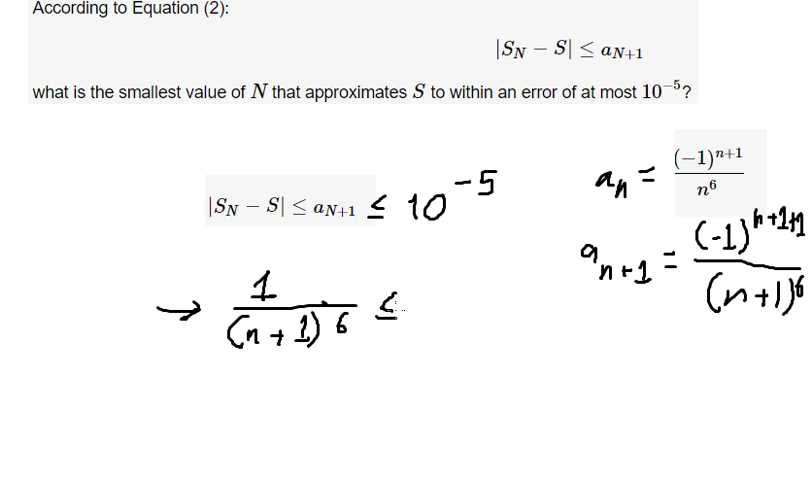 According to Equation (2):
|S_N − S| ≤ a_{N+1}
what is the smallest value of N that approximates S to within an error of at most 10^{−5}?
|S_N − S| ≤ a_{N+1} ≤ 10^{-5}
a_n = (-1)^{n+1} / n^6
a_{n+1} = (-1)^{n+1+1} / (n+1)^6
→ 1 / (n+1)^6 ≤